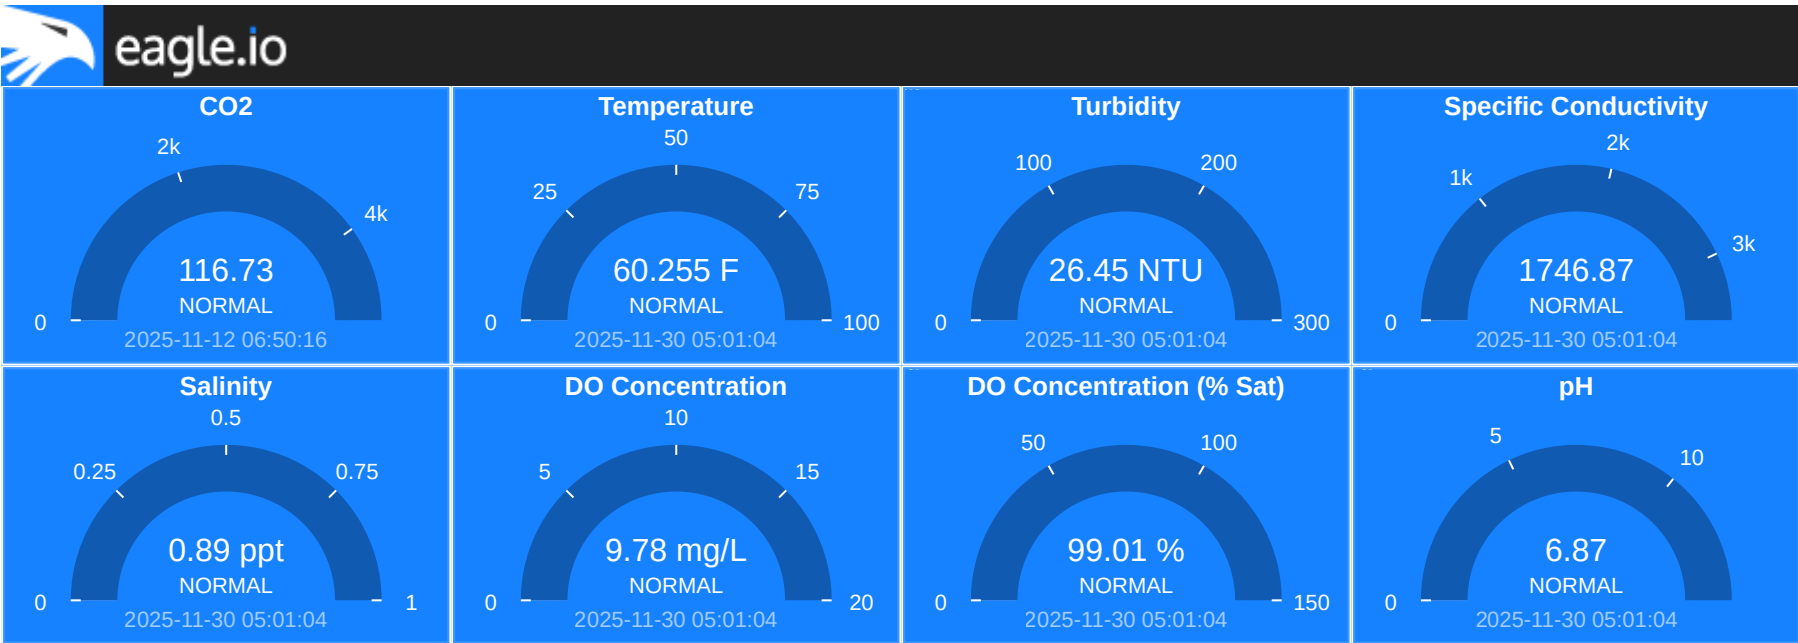 eagle.io
CO2
2k
4k
116.73
NORMAL
0
2025-11-12 06:50:16
Temperature
50
25
75
60.255 F
NORMAL
0
100
2025-11-30 05:01:04
Turbidity
100
200
26.45 NTU
NORMAL
0
300
2025-11-30 05:01:04
Specific Conductivity
2k
1k
3k
1746.87
NORMAL
0
2025-11-30 05:01:04
Salinity
0.5
0.25
0.75
0.89 ppt
NORMAL
0
1
2025-11-30 05:01:04
DO Concentration
10
5
15
9.78 mg/L
NORMAL
0
20
2025-11-30 05:01:04
DO Concentration (% Sat)
50
100
99.01 %
NORMAL
0
150
2025-11-30 05:01:04
pH
5
10
6.87
NORMAL
0
2025-11-30 05:01:04